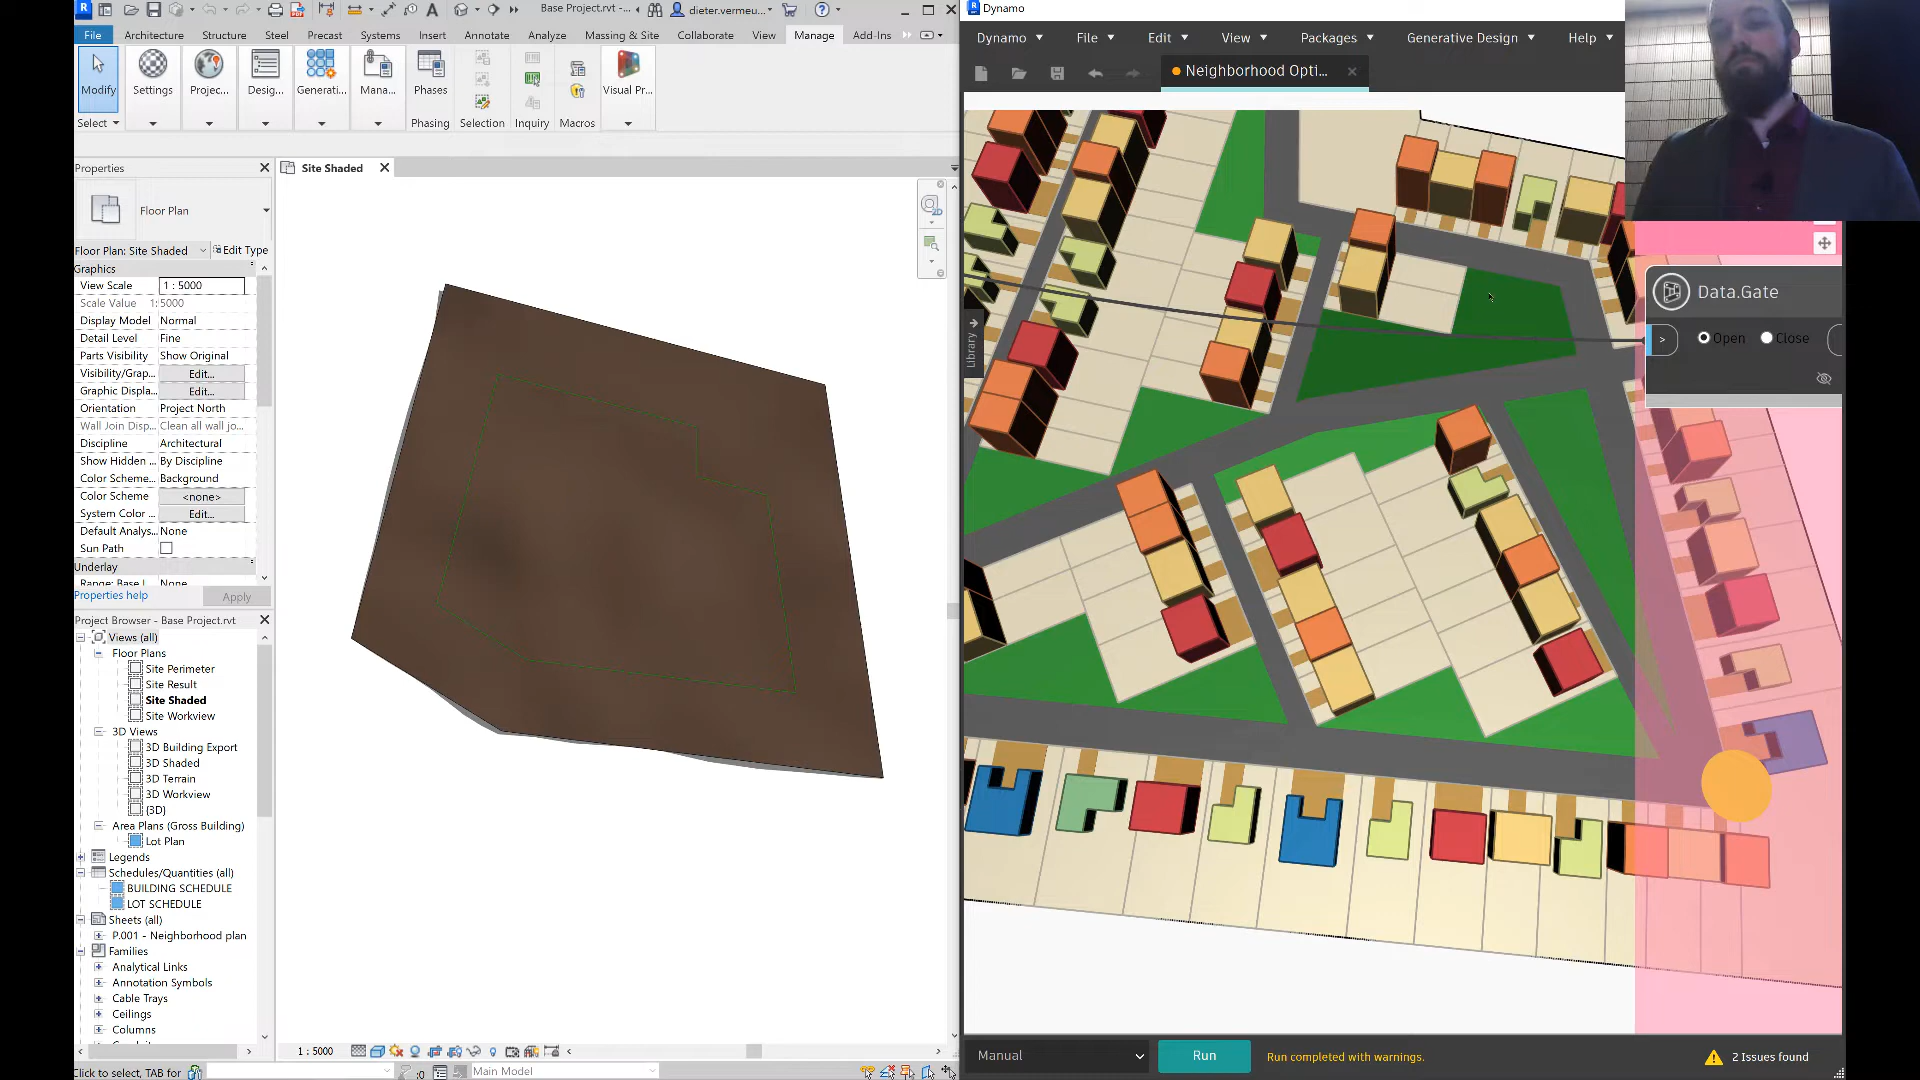 Base Project.rvt -...
dieter.vermeu...
File
Architecture
Structure
Steel
Precast
Systems
Insert
Annotate
Analyze
Massing & Site
Collaborate
View
Manage
Add-Ins
Modify
Settings
Projec...
Desig...
Generati...
Mana...
Phases
Visual Pr...
Select
Phasing
Selection
Inquiry
Macros
Properties
Site Shaded
Floor Plan
Floor Plan: Site Shaded
Edit Type
Graphics
View Scale
1 : 5000
Scale Value
1:5000
Display Model
Normal
Detail Level
Fine
Parts Visibility
Show Original
Visibility/Grap...
Edit...
Graphic Displa...
Edit...
Orientation
Project North
Wall Join Disp...
Clean all wall jo...
Discipline
Architectural
Show Hidden ...
By Discipline
Color Scheme...
Background
Color Scheme
<none>
System Color ...
Edit...
Default Analys...
None
Sun Path
Underlay
Range: Base l
None
Properties help
Apply
Project Browser - Base Project.rvt
Views (all)
Floor Plans
Site Perimeter
Site Result
Site Shaded
Site Workview
3D Views
3D Building Export
3D Shaded
3D Terrain
3D Workview
{3D}
Area Plans (Gross Building)
Lot Plan
Legends
Schedules/Quantities (all)
BUILDING SCHEDULE
LOT SCHEDULE
Sheets (all)
P.001 - Neighborhood plan
Families
Analytical Links
Annotation Symbols
Cable Trays
Ceilings
Columns
1 : 5000
Click to select, TAB for
:0
Main Model
Dynamo
Dynamo
File
Edit
View
Packages
Generative Design
Help
Neighborhood Opti...
Library
Data.Gate
>
Open
Close
Manual
Run
Run completed with warnings.
2 Issues found